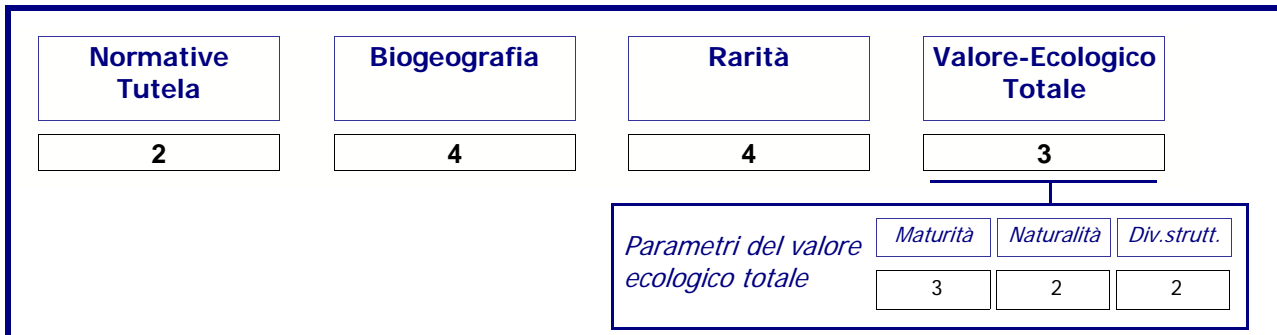 Normative
Tutela
Biogeografia
Rarità
Valore-Ecologico
Totale
2
4
4
3
Parametri del valore
ecologico totale
Maturità
Naturalità
Div.strutt.
3
2
2